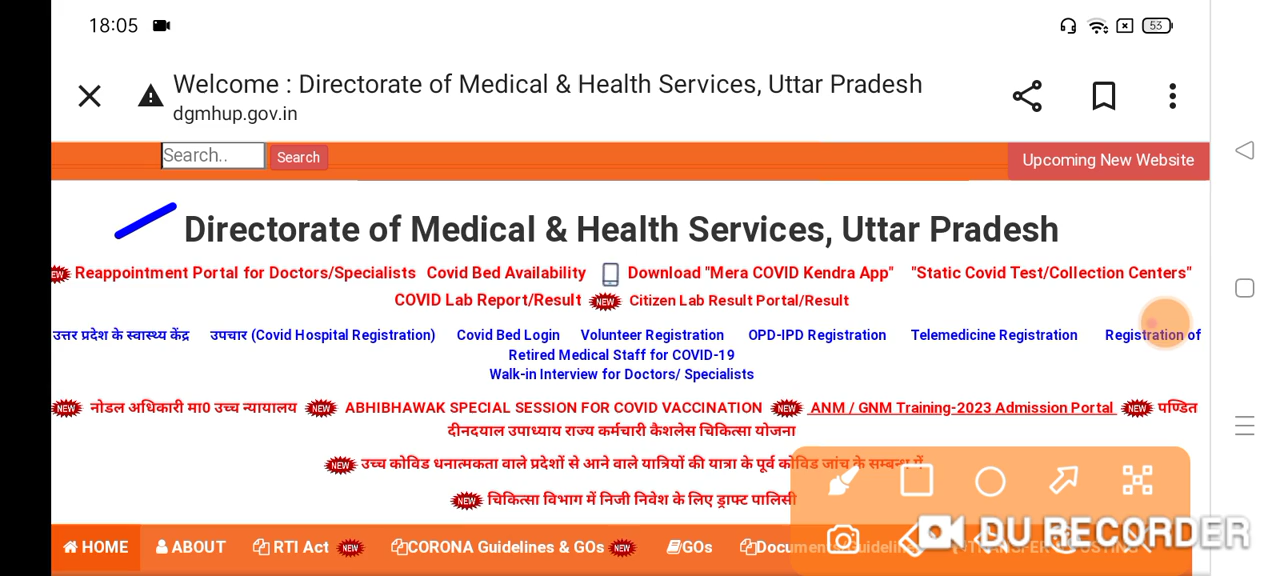 18:05
53
Welcome : Directorate of Medical & Health Services, Uttar Pradesh
dgmhup.gov.in
Search.. Search Upcoming New Website
Directorate of Medical & Health Services, Uttar Pradesh
Reappointment Portal for Doctors/Specialists Covid Bed Availability Download "Mera COVID Kendra App" "Static Covid Test/Collection Centers"
COVID Lab Report/Result NEW Citizen Lab Result Portal/Result
उत्तर प्रदेश के स्वास्थ्य केंद्र उपचार (Covid Hospital Registration) Covid Bed Login Volunteer Registration OPD-IPD Registration Telemedicine Registration Registration of
Retired Medical Staff for COVID-19
Walk-in Interview for Doctors/ Specialists
NEW नोडल अधिकारी मा0 उच्च न्यायालय NEW ABHIBHAWAK SPECIAL SESSION FOR COVID VACCINATION NEW ANM / GNM Training-2023 Admission Portal NEW पण्डित
दीनदयाल उपाध्याय राज्य कर्मचारी कैशलेस चिकित्सा योजना
NEW उच्च कोविड धनात्मकता वाले प्रदेशों से आने वाले यात्रियों की यात्रा के पूर्व कोविड जांच के सम्बन्ध में
NEW चिकित्सा विभाग में निजी निवेश के लिए ड्राफ्ट पालिसी
HOME ABOUT RTI Act NEW CORONA Guidelines & GOs NEW GOs
DU RECORDER